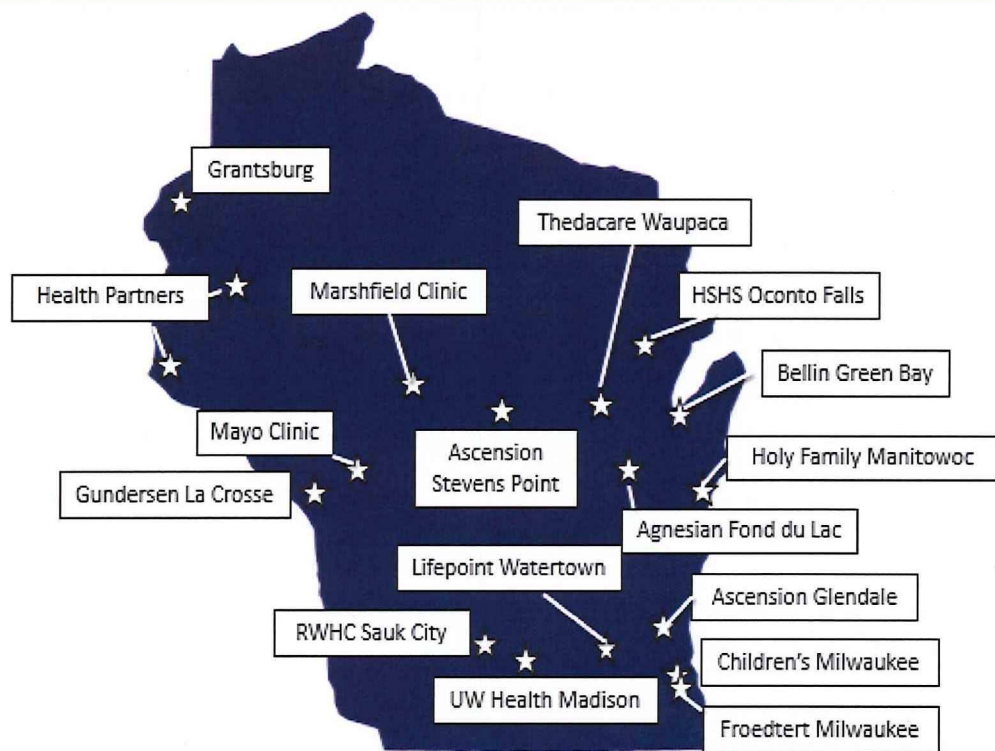 Grantsburg
Thedacare Waupaca
Health Partners
Marshfield Clinic
HSHS Oconto Falls
Bellin Green Bay
Mayo Clinic
Ascension
Stevens Point
Holy Family Manitowoc
Gundersen La Crosse
Agnesian Fond du Lac
Lifepoint Watertown
Ascension Glendale
RWHC Sauk City
Children's Milwaukee
UW Health Madison
Froedtert Milwaukee